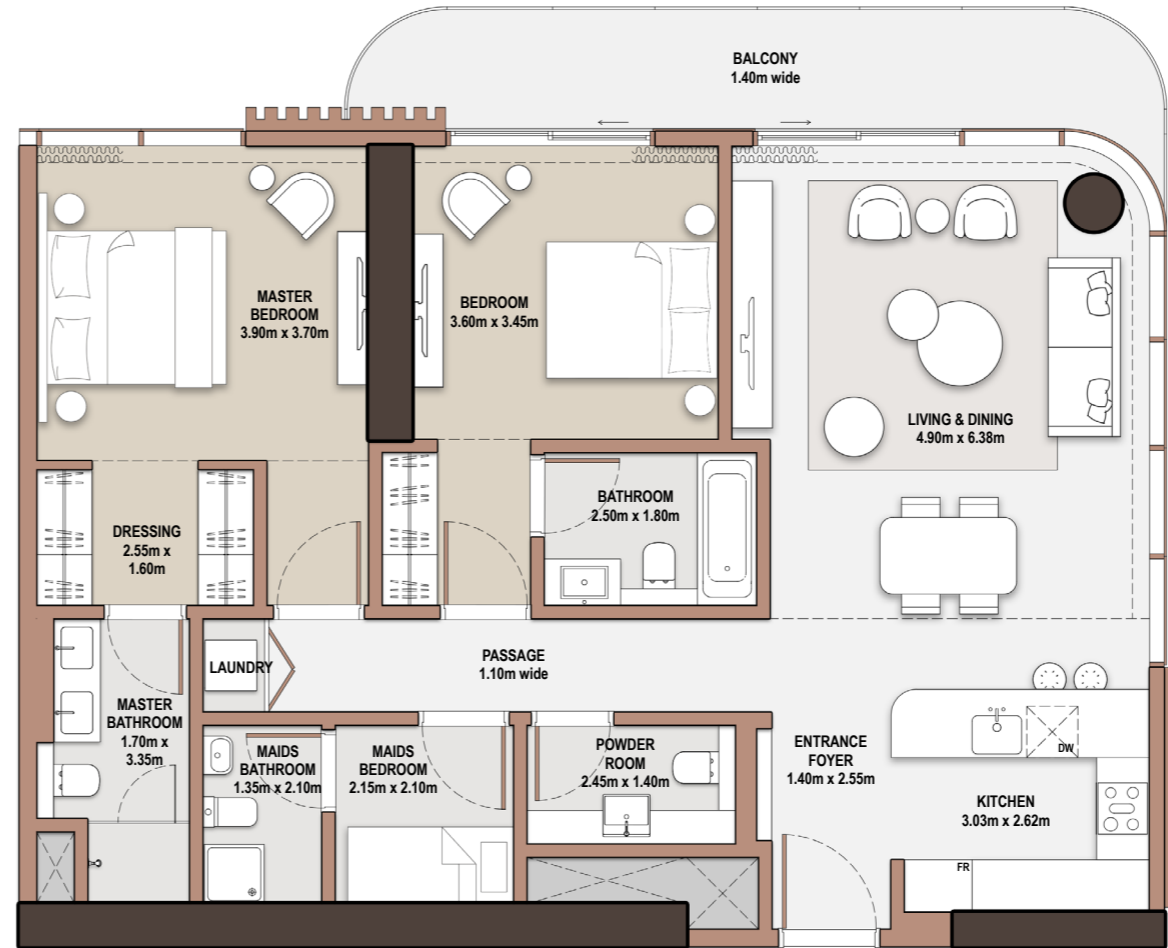 BALCONY
1.40m wide
MASTER
BEDROOM
3.90m x 3.70m
BEDROOM
3.60m x 3.45m
LIVING & DINING
4.90m x 6.38m
DRESSING
2.55m x
1.60m
BATHROOM
2.50m x 1.80m
LAUNDRY
PASSAGE
1.10m wide
MASTER
BATHROOM
1.70m x
3.35m
MAIDS
BATHROOM
1.35m x 2.10m
MAIDS
BEDROOM
2.15m x 2.10m
POWDER
ROOM
2.45m x 1.40m
ENTRANCE
FOYER
1.40m x 2.55m
DW
KITCHEN
3.03m x 2.62m
FR